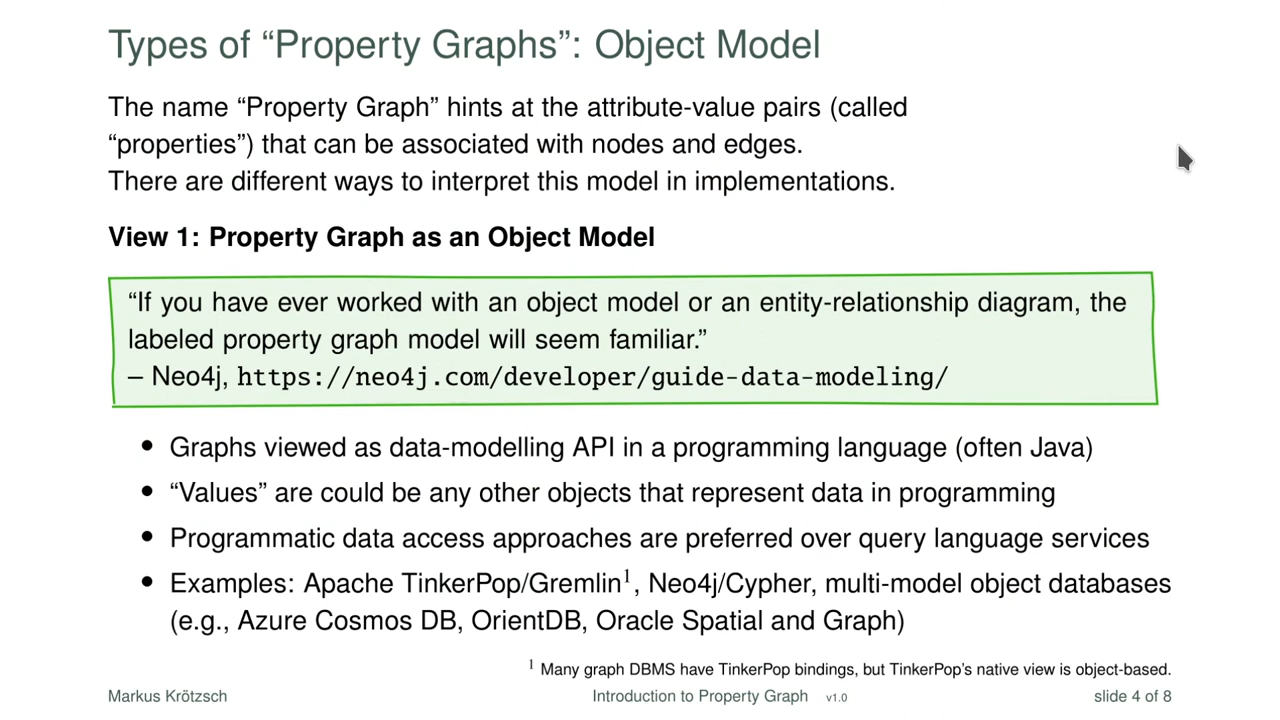 Types of “Property Graphs”: Object Model
The name “Property Graph” hints at the attribute-value pairs (called
“properties”) that can be associated with nodes and edges.
There are different ways to interpret this model in implementations.
View 1: Property Graph as an Object Model
“If you have ever worked with an object model or an entity-relationship diagram, the
labeled property graph model will seem familiar.”
– Neo4j, https://neo4j.com/developer/guide-data-modeling/
• Graphs viewed as data-modelling API in a programming language (often Java)
• “Values” are could be any other objects that represent data in programming
• Programmatic data access approaches are preferred over query language services
• Examples: Apache TinkerPop/Gremlin¹, Neo4j/Cypher, multi-model object databases
(e.g., Azure Cosmos DB, OrientDB, Oracle Spatial and Graph)
¹ Many graph DBMS have TinkerPop bindings, but TinkerPop’s native view is object-based.
Markus Krötzsch Introduction to Property Graph v1.0 slide 4 of 8